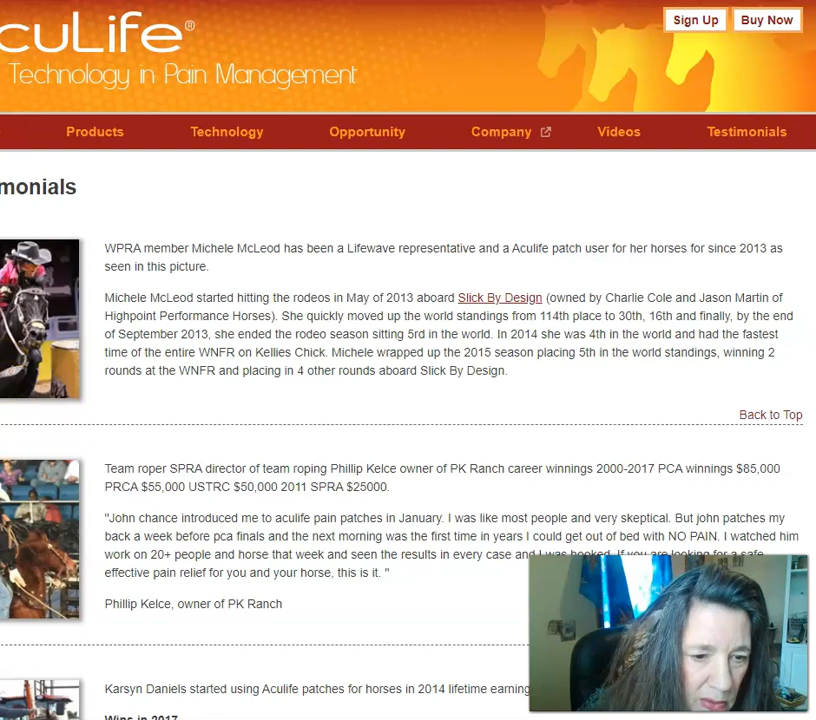 cuLife®
Technology in Pain Management
Sign Up
Buy Now
Products
Technology
Opportunity
Company
Videos
Testimonials
monials
WPRA member Michele McLeod has been a Lifewave representative and a Aculife patch user for her horses for since 2013 as
seen in this picture.
Michele McLeod started hitting the rodeos in May of 2013 aboard Slick By Design (owned by Charlie Cole and Jason Martin of
Highpoint Performance Horses). She quickly moved up the world standings from 114th place to 30th, 16th and finally, by the end
of September 2013, she ended the rodeo season sitting 5rd in the world. In 2014 she was 4th in the world and had the fastest
time of the entire WNFR on Kellies Chick. Michele wrapped up the 2015 season placing 5th in the world standings, winning 2
rounds at the WNFR and placing in 4 other rounds aboard Slick By Design.
Back to Top
Team roper SPRA director of team roping Phillip Kelce owner of PK Ranch career winnings 2000-2017 PCA winnings $85,000
PRCA $55,000 USTRC $50,000 2011 SPRA $25000.
"John chance introduced me to aculife pain patches in January. I was like most people and very skeptical. But john patches my
back a week before pca finals and the next morning was the first time in years I could get out of bed with NO PAIN. I watched him
work on 20+ people and horse that week and seen the results in every case and I was hooked. If you are looking for a safe
effective pain relief for you and your horse, this is it. "
Phillip Kelce, owner of PK Ranch
Karsyn Daniels started using Aculife patches for horses in 2014 lifetime earning
Wins in 2017